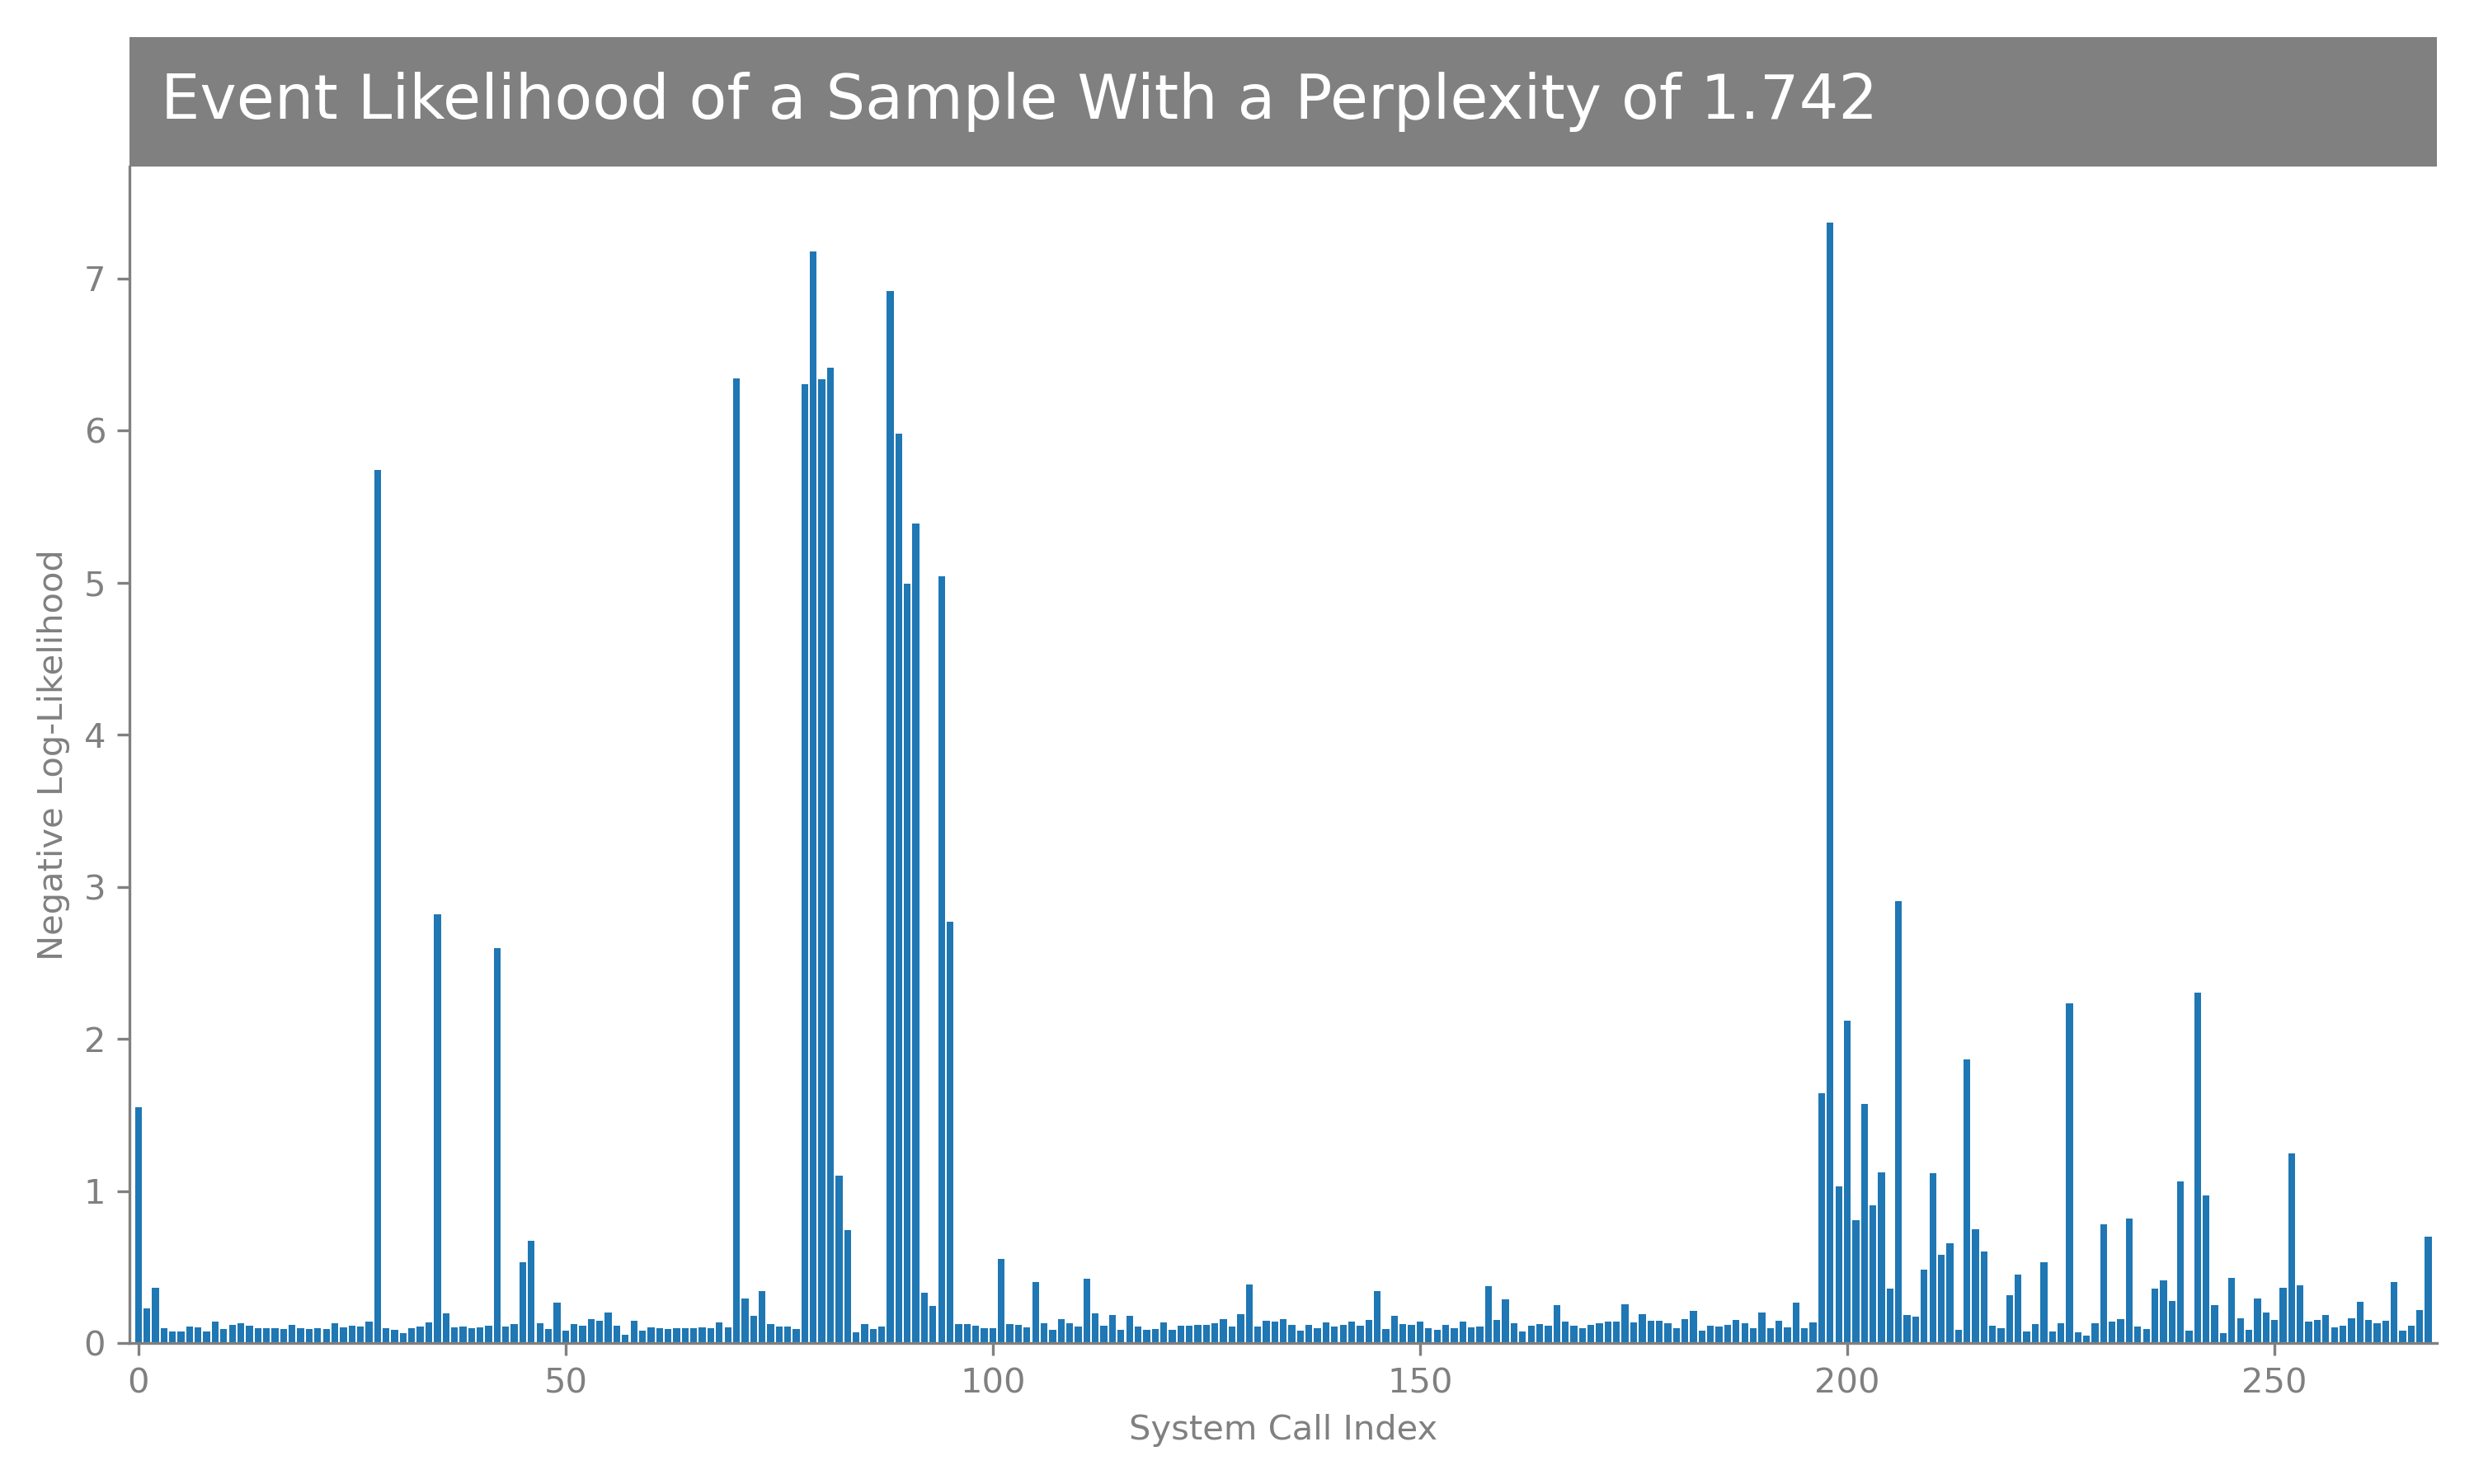 Event Likelihood of a Sample With a Perplexity of 1.742
Negative Log-Likelihood
7
6
5
4
3
2
1
0
0 50 100 150 200 250
System Call Index